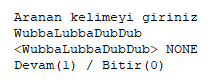 Aranan kelimeyi giriniz
WubbaLubbaDubDub
<WubbaLubbaDubDub> NONE
Devam(1) / Bitir(0)